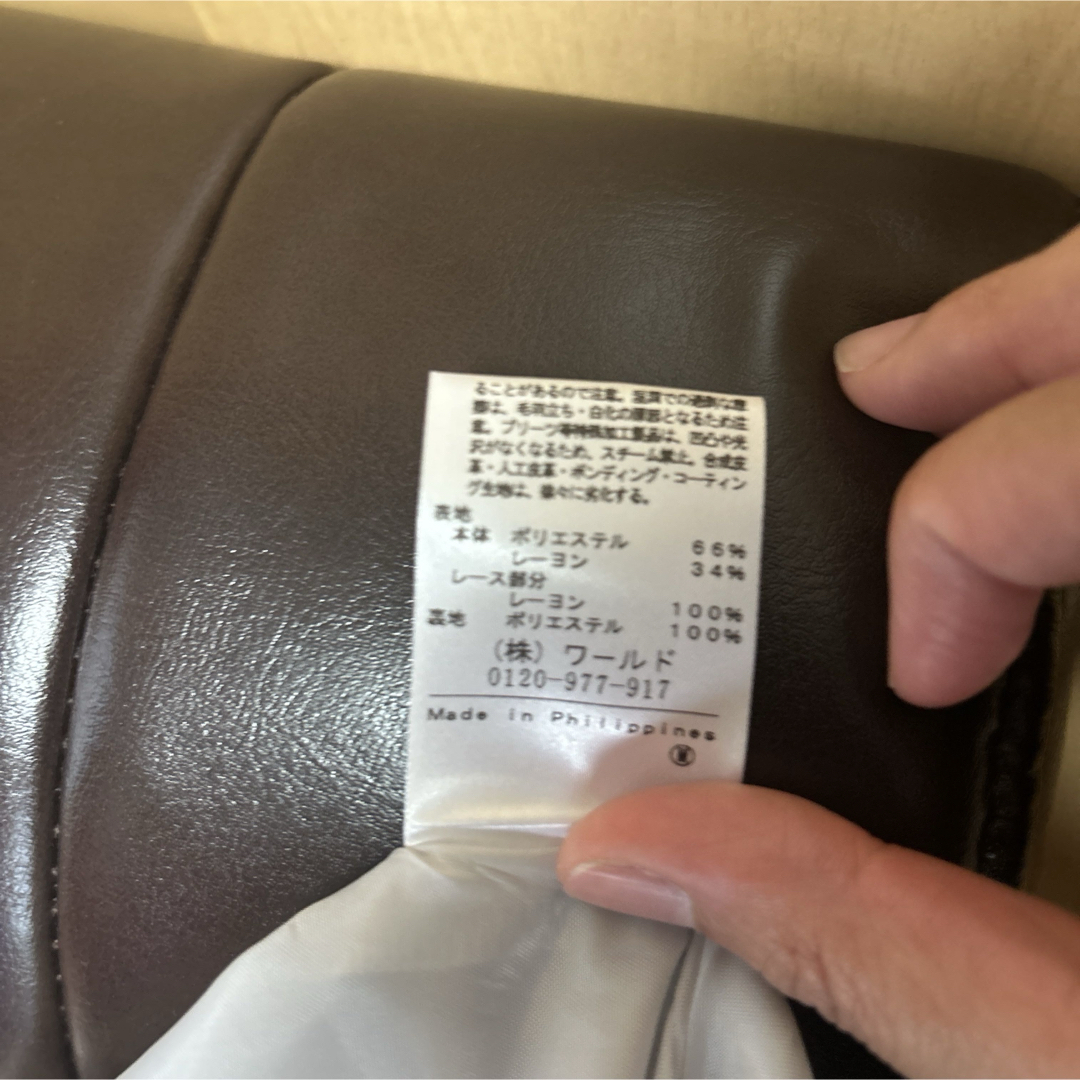 ることがあるので注意。湿潤での過剰な摩
擦は、毛羽立ち・白化の原因となるため注
意。プリーツ等特殊加工製品は、凹凸や光
沢がなくなるため、スチーム禁止。合成皮
革・人工皮革・ボンディング・コーティン
グ生地は、徐々に劣化する。
表地
本体 ポリエステル 66%
レーヨン 34%
レース部分
レーヨン 100%
裏地 ポリエステル 100%
(株)ワールド
0120-977-917
Made in Philippines